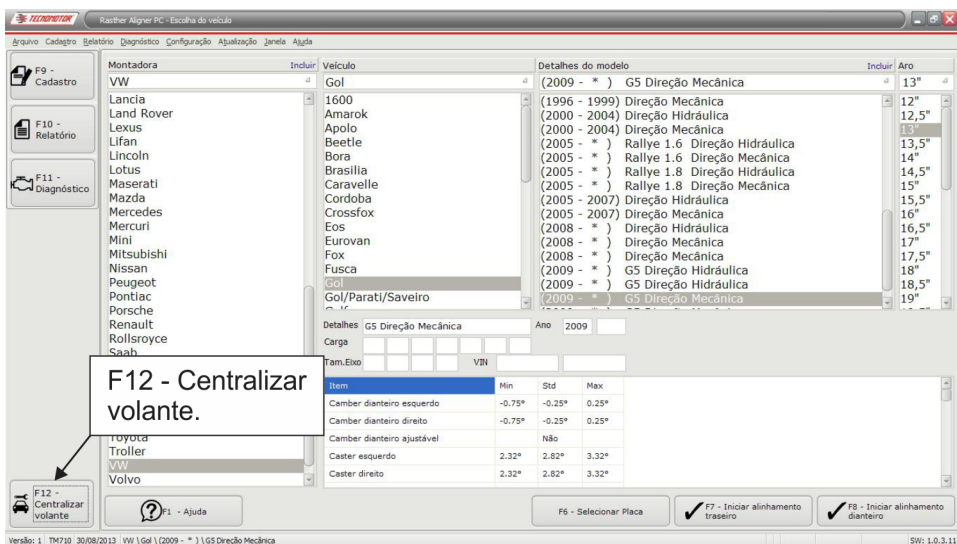 TECNOMOTOR
Rasther Aligner PC - Escolha do veículo
Arquivo Cadastro Relatório Diagnóstico Configuração Atualização Janela Ajuda
F9 -
Cadastro
F10 -
Relatório
F11 -
Diagnóstico
Montadora Incluir
VW
Lancia
Land Rover
Lexus
Lifan
Lincoln
Lotus
Maserati
Mazda
Mercedes
Mercuri
Mini
Mitsubishi
Nissan
Peugeot
Pontiac
Porsche
Renault
Rollsroyce
Saab
Toyota
Troller
VW
Volvo
Veículo
Gol
1600
Amarok
Apolo
Beetle
Bora
Brasilia
Caravelle
Cordoba
Crossfox
Eos
Eurovan
Fox
Fusca
Gol
Gol/Parati/Saveiro
Detalhes do modelo Incluir
(2009 - * ) G5 Direção Mecânica
(1996 - 1999) Direção Mecânica
(2000 - 2004) Direção Hidráulica
(2000 - 2004) Direção Mecânica
(2005 - * ) Rallye 1.6 Direção Hidráulica
(2005 - * ) Rallye 1.6 Direção Mecânica
(2005 - * ) Rallye 1.8 Direção Hidráulica
(2005 - * ) Rallye 1.8 Direção Mecânica
(2005 - 2007) Direção Hidráulica
(2005 - 2007) Direção Mecânica
(2008 - * ) Direção Hidráulica
(2008 - * ) Direção Mecânica
(2008 - * ) Direção Mecânica
(2009 - * ) G5 Direção Hidráulica
(2009 - * ) G5 Direção Hidráulica
(2009 - * ) G5 Direção Mecânica
Aro
13"
12"
12,5"
13"
13,5"
14"
14,5"
15"
15,5"
16"
16,5"
17"
17,5"
18"
18,5"
19"
Detalhes G5 Direção Mecânica Ano 2009
Carga
Tam.Eixo VIN
Item Min Std Max
Camber dianteiro esquerdo -0.75° -0.25° 0.25°
Camber dianteiro direito -0.75° -0.25° 0.25°
Camber dianteiro ajustável Não
Caster esquerdo 2.32° 2.82° 3.32°
Caster direito 2.32° 2.82° 3.32°
F12 - Centralizar
volante.
F12 -
Centralizar
volante
F1 - Ajuda
F6 - Selecionar Placa
F7 - Iniciar alinhamento
traseiro
F8 - Iniciar alinhamento
dianteiro
Versão: 1 TM710 30/08/2013 VW \ Gol \ (2009 - * ) \ G5 Direção Mecânica SW: 1.0.3.11